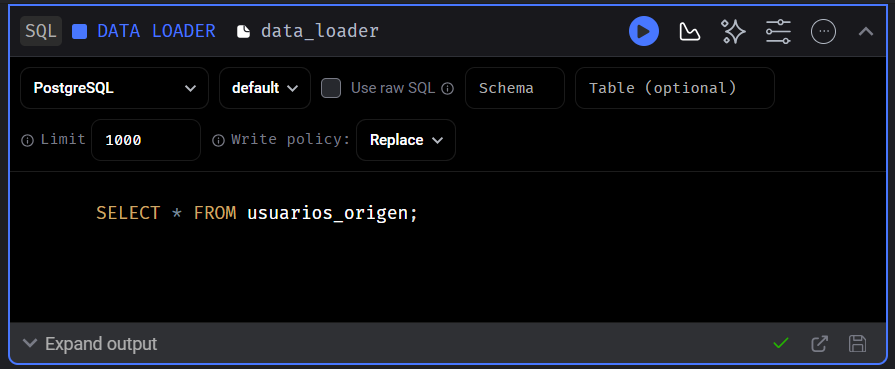 SQL DATA LOADER data_loader
PostgreSQL default Use raw SQL Schema Table (optional)
Limit 1000 Write policy: Replace
SELECT * FROM usuarios_origen;
Expand output